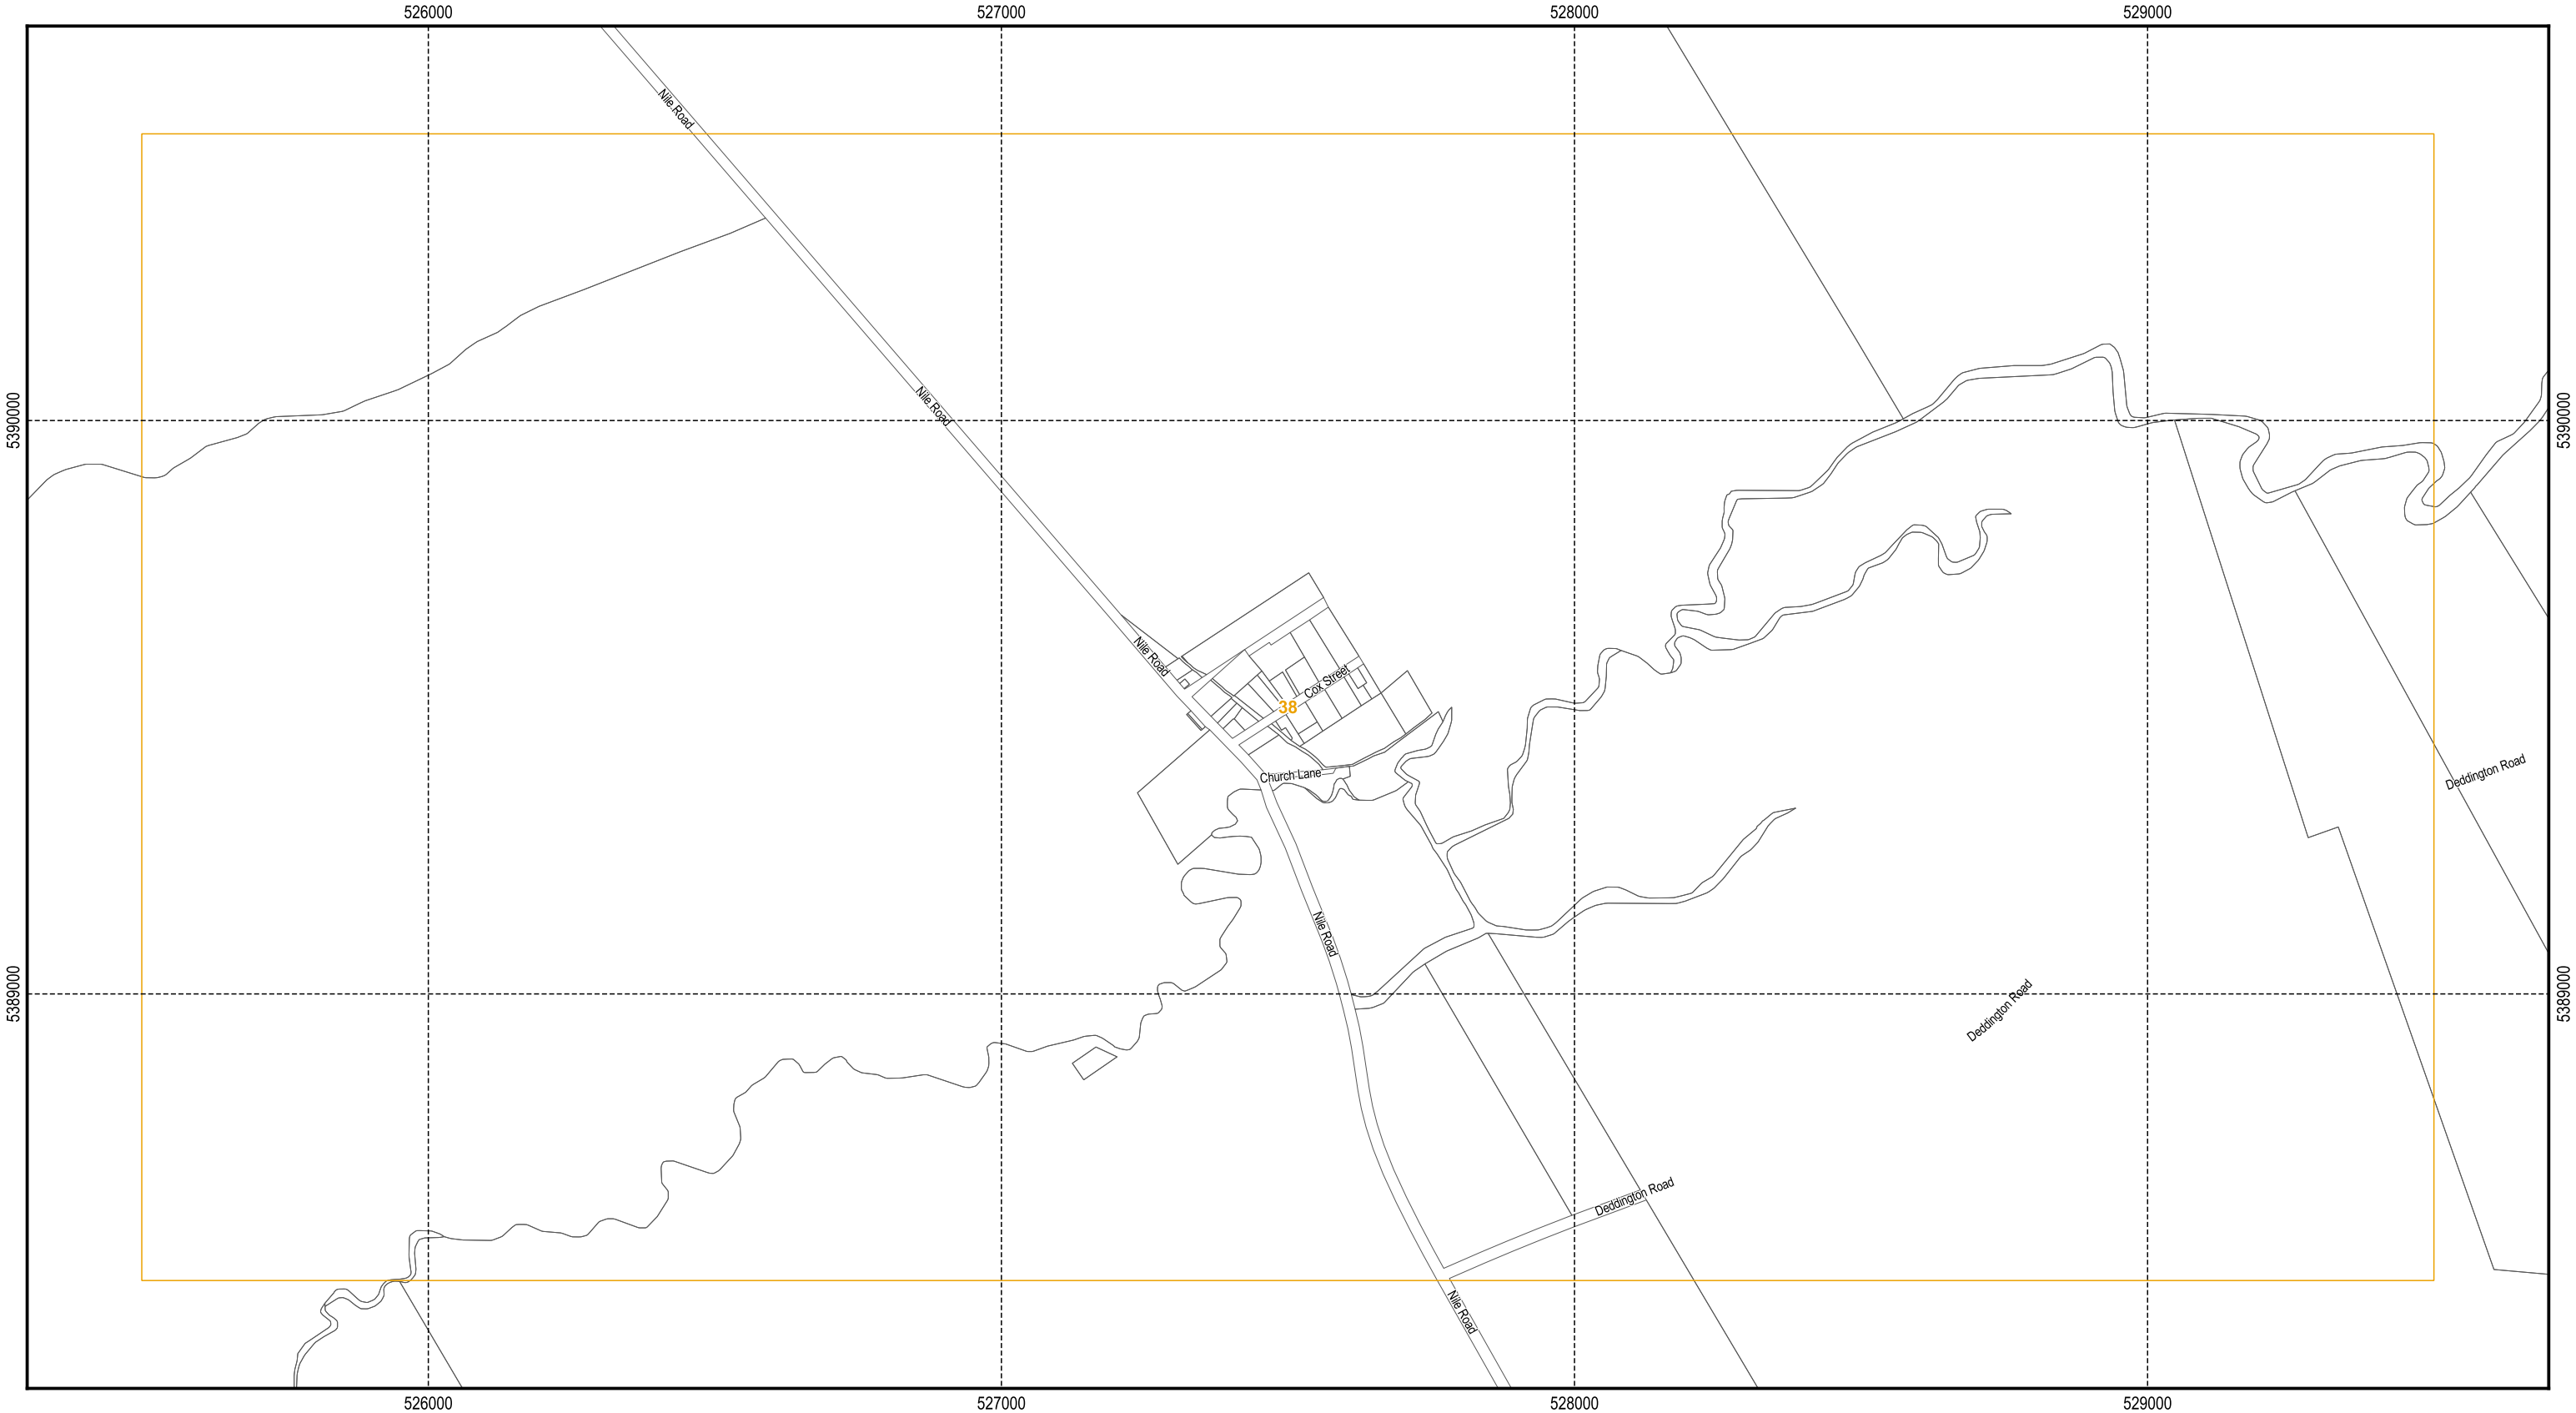 526000
527000
528000
529000
Nile Road
Nile Road
5390000
5390000
Nile Road
Cox Street
38
Church Lane
Deddington Road
Nile Road
5389000
5389000
Deddington Road
Deddington Road
Nile Road
526000
527000
528000
529000